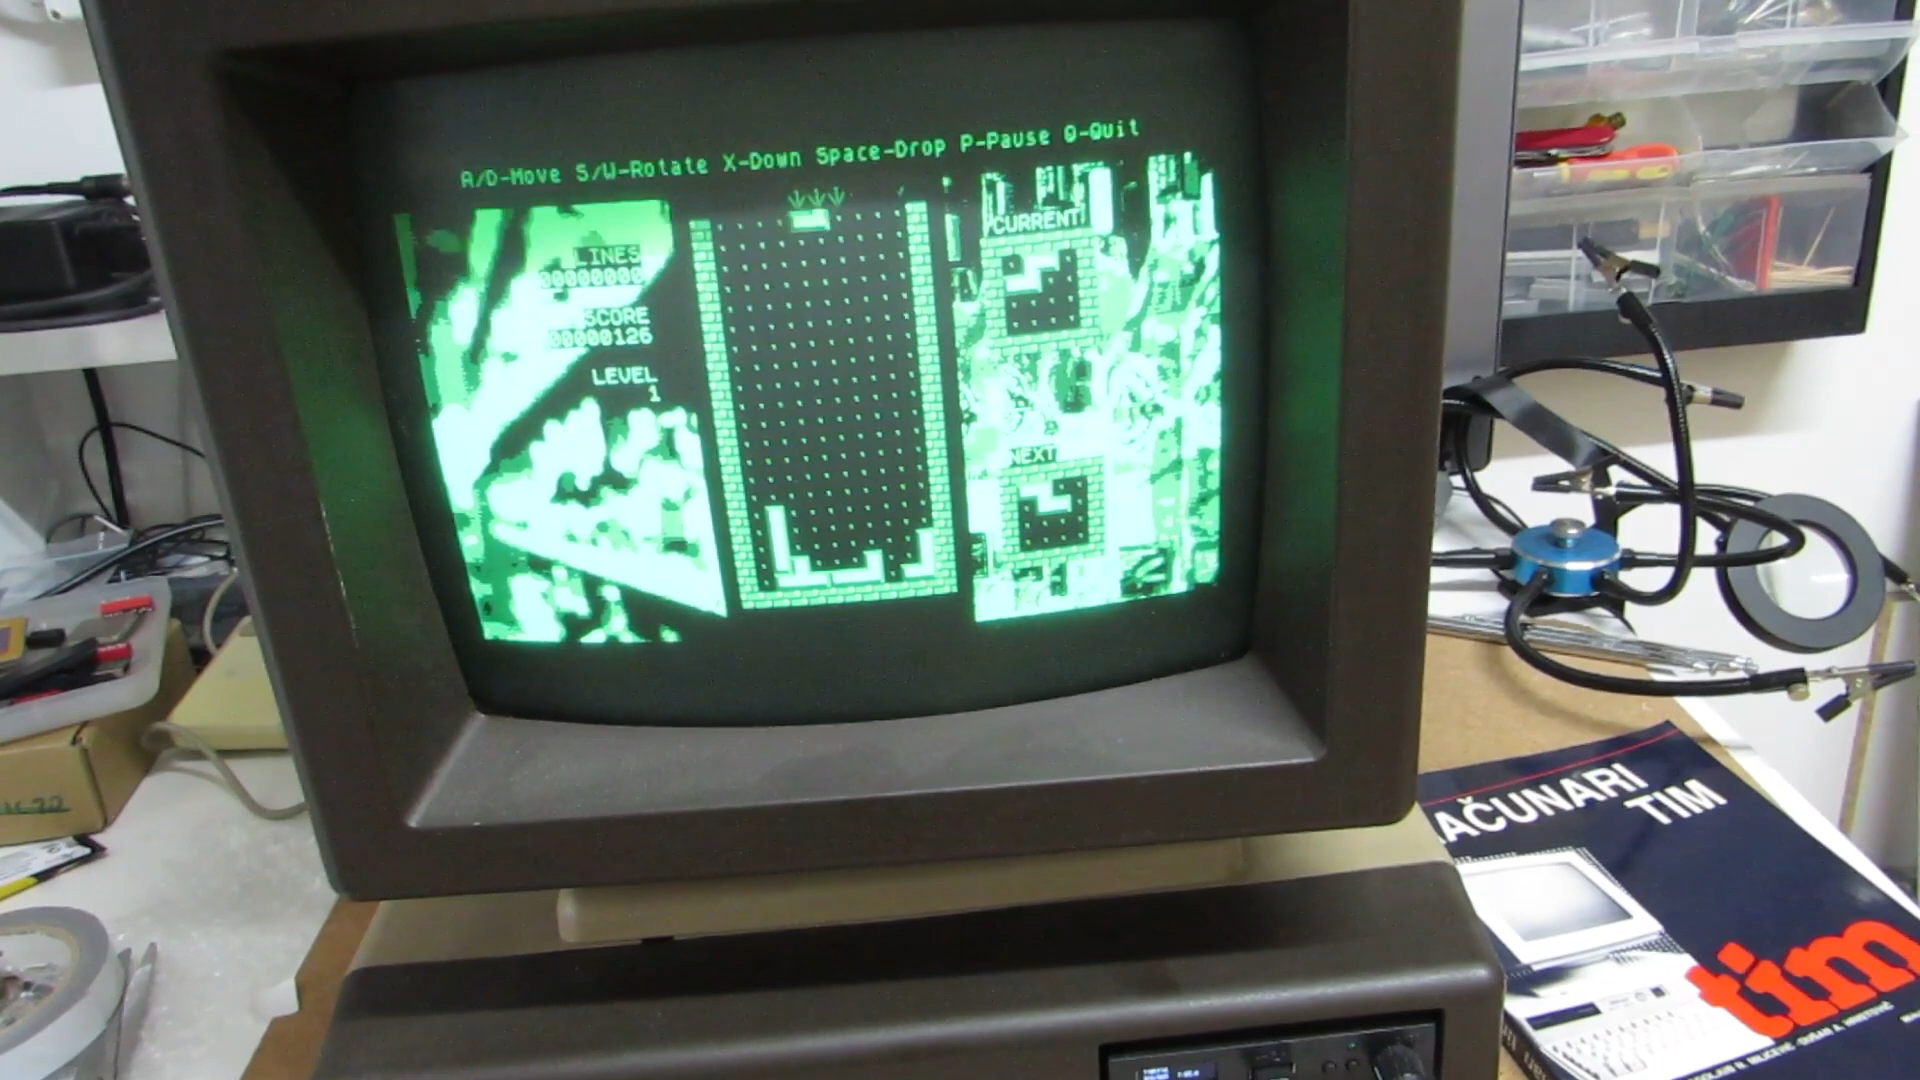 A/D-Move S/W-Rotate X-Down Space-Drop P-Pause Q-Quit
LINES
00000000
SCORE
00000126
LEVEL
1
CURRENT
NEXT
AČUNARI
TIM
tim